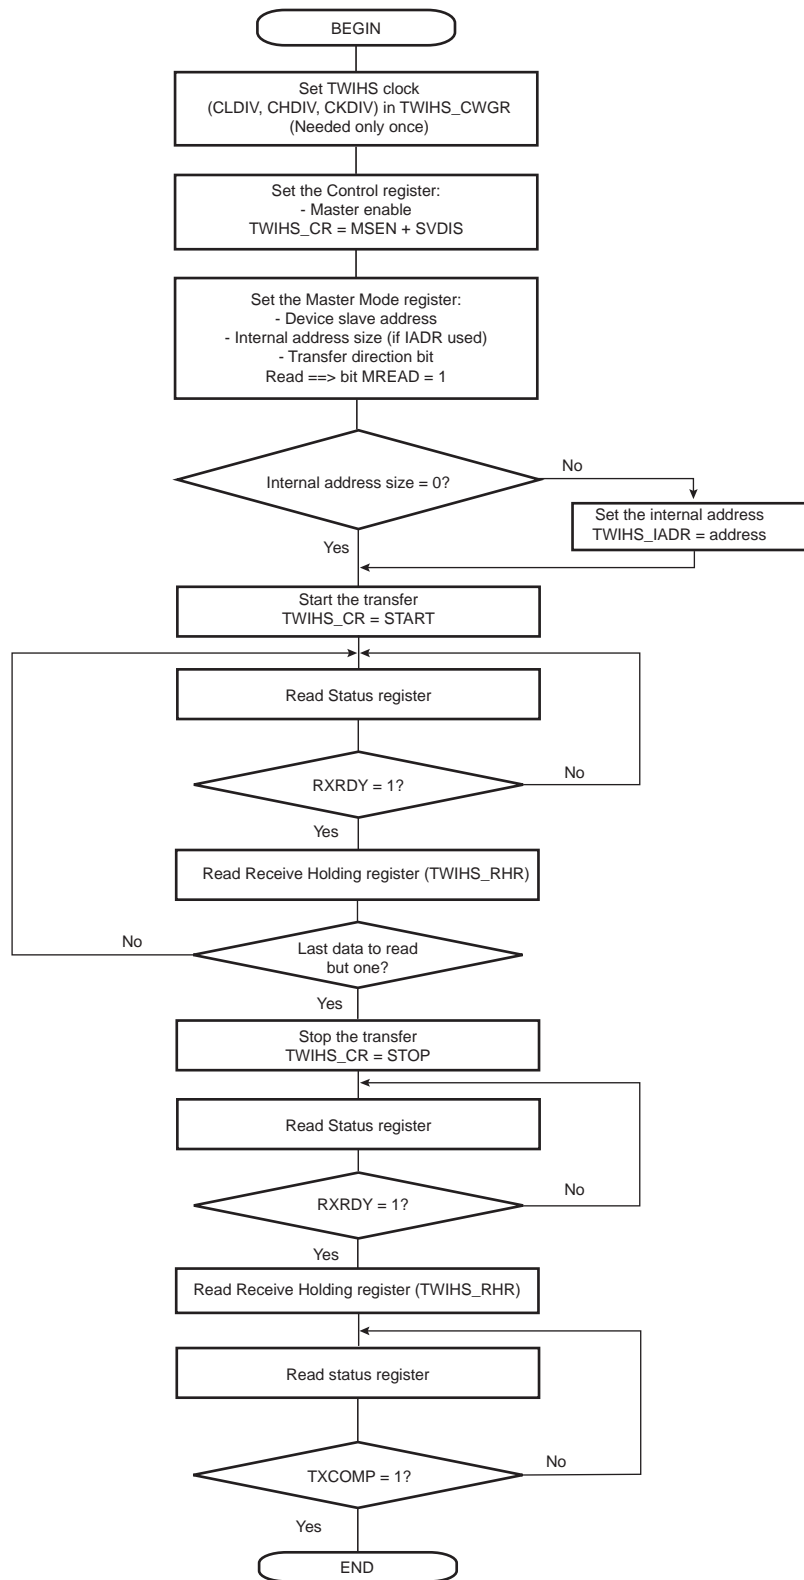 BEGIN
Set TWIHS clock
(CLDIV, CHDIV, CKDIV) in TWIHS_CWGR
(Needed only once)
Set the Control register:
- Master enable
TWIHS_CR = MSEN + SVDIS
Set the Master Mode register:
- Device slave address
- Internal address size (if IADR used)
- Transfer direction bit
Read ==> bit MREAD = 1
Internal address size = 0?
No
Set the internal address
TWIHS_IADR = address
Yes
Start the transfer
TWIHS_CR = START
Read Status register
RXRDY = 1?
No
Yes
Read Receive Holding register (TWIHS_RHR)
Last data to read
but one?
No
Yes
Stop the transfer
TWIHS_CR = STOP
Read Status register
RXRDY = 1?
No
Yes
Read Receive Holding register (TWIHS_RHR)
Read status register
TXCOMP = 1?
No
Yes
END